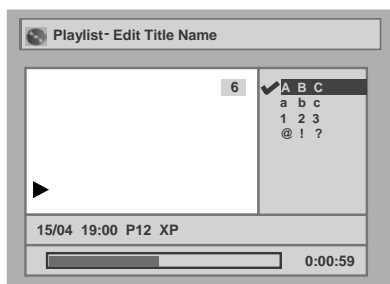 Playlist- Edit Title Name
6
A B C
a b c
1 2 3
@ ! ?
15/04 19:00 P12 XP
0:00:59